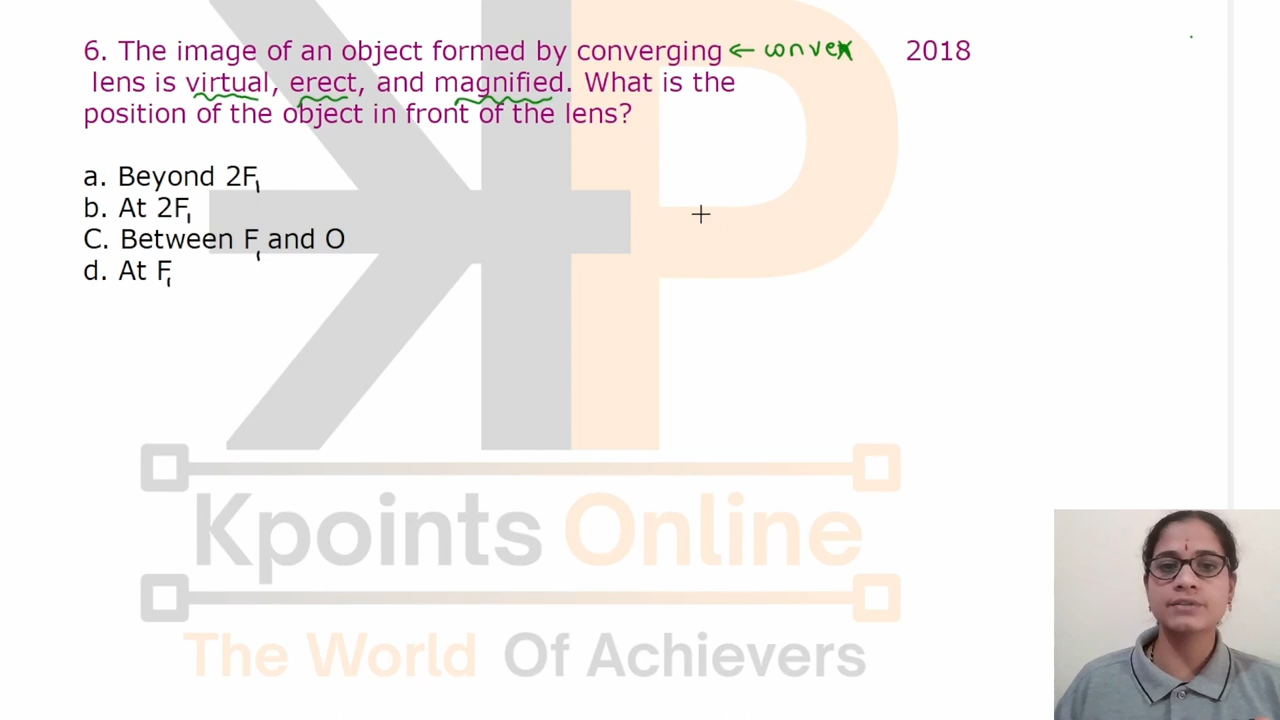 6. The image of an object formed by converging ← convex 2018
lens is virtual, erect, and magnified. What is the
position of the object in front of the lens?
a. Beyond 2F₁
b. At 2F₁
C. Between F₁ and O
d. At F₁
KP
Kpoints Online
The World Of Achievers